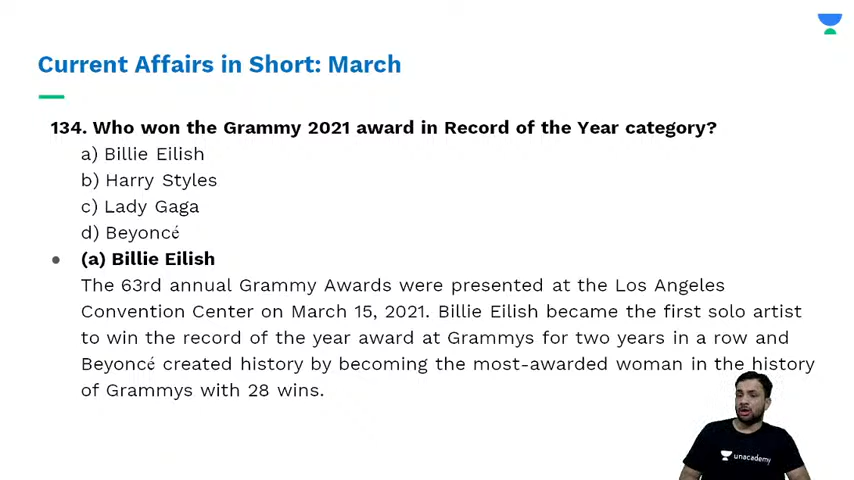 Current Affairs in Short: March
134. Who won the Grammy 2021 award in Record of the Year category?
a) Billie Eilish
b) Harry Styles
c) Lady Gaga
d) Beyoncé
● (a) Billie Eilish
The 63rd annual Grammy Awards were presented at the Los Angeles
Convention Center on March 15, 2021. Billie Eilish became the first solo artist
to win the record of the year award at Grammys for two years in a row and
Beyoncé created history by becoming the most-awarded woman in the history
of Grammys with 28 wins.
unacademy